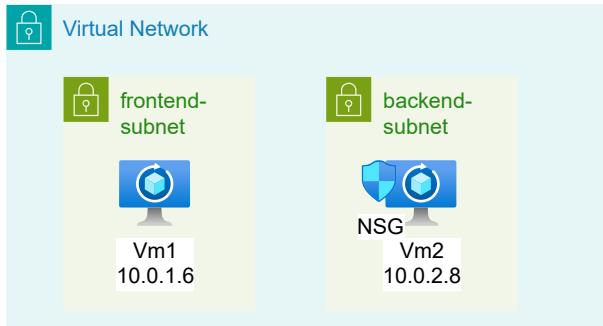 Virtual Network
frontend-
subnet
Vm1
10.0.1.6
backend-
subnet
NSG
Vm2
10.0.2.8